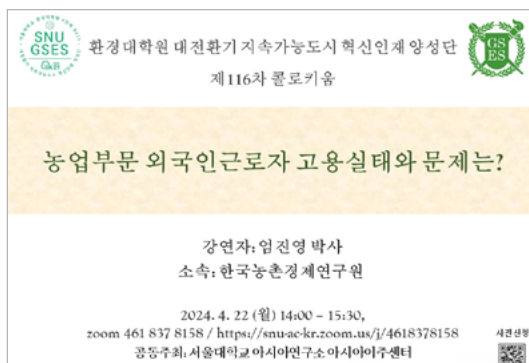 SNU
GSES
환경대학원 대전환기 지속가능도시 혁신인재 양성단
제116차 콜로키움
GS
ES
농업부문 외국인근로자 고용실태와 문제는?
강연자: 엄진영 박사
소속: 한국농촌경제연구원
2024. 4. 22 (월) 14:00 – 15:30,
zoom 461 837 8158 / https://snu-ac-kr.zoom.us/j/4618378158
공동주최: 서울대학교 아시아연구소 아시아이주센터
사전신청